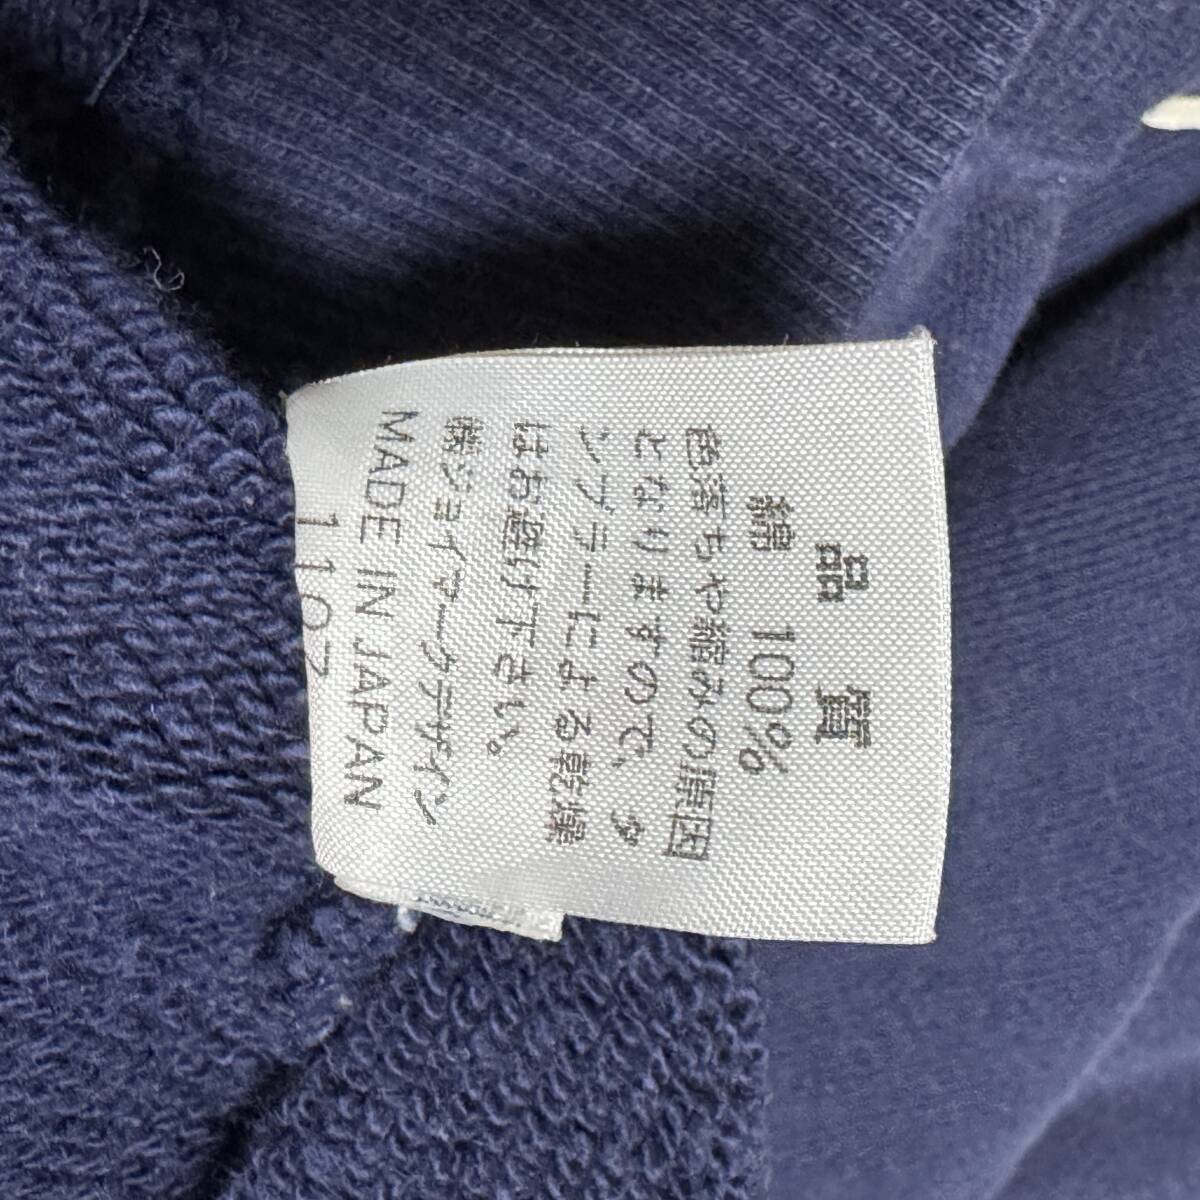 品 質
綿 100%
色落ちや縮みの原因
となりますので、タ
ンブラーによる乾燥
はお避け下さい。
㈱ジョイマークデザイン
MADE IN JAPAN
1107